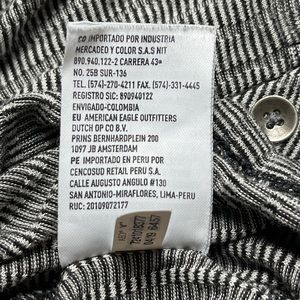 CO IMPORTADO POR INDUSTRIA
MERCADEO Y COLOR S.A.S NIT
890.940.122-2 CARRERA 43ª
NO. 25B SUR-136
TEL. (574)-270-4211 FAX. (574)-331-4445
REGISTRO SIC: 890940122
ENVIGADO-COLOMBIA
EU AMERICAN EAGLE OUTFITTERS
DUTCH OP CO B.V.
PRINS BERNHARDPLEIN 200
1097 JB AMSTERDAM
PE IMPORTADO EN PERU POR
CENCOSUD RETAIL PERU S.A.
CALLE AUGUSTO ANGULO #130
SAN ANTONIO-MIRAFLORES, LIMA-PERU
RUC: 20109072177
0419 6457